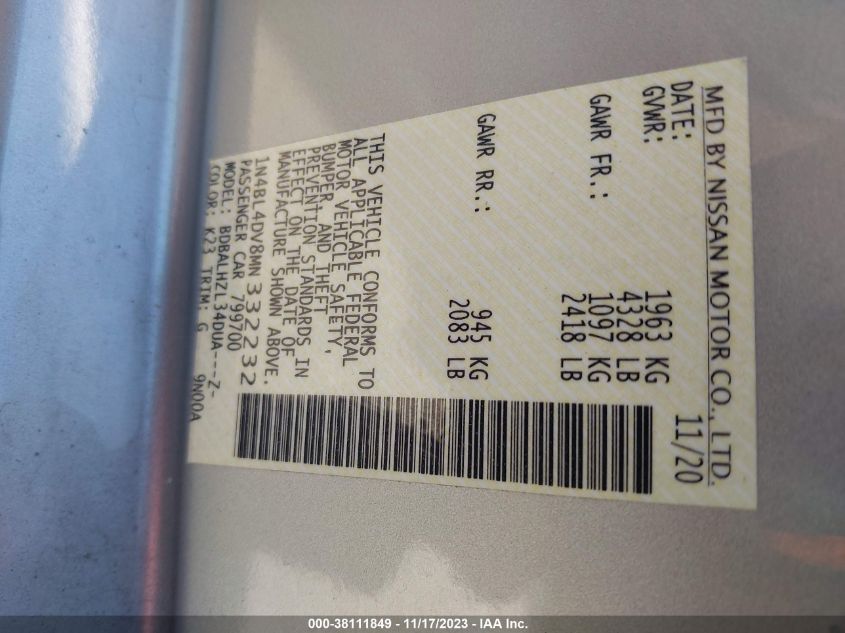 MFD BY NISSAN MOTOR CO., LTD.
DATE: 11/20
GVWR: 1963 KG
4328 LB
GAWR FR.: 1097 KG
2418 LB
GAWR RR.: 945 KG
2083 LB
THIS VEHICLE CONFORMS TO
ALL APPLICABLE FEDERAL
MOTOR VEHICLE SAFETY,
BUMPER, AND THEFT
PREVENTION STANDARDS IN
EFFECT ON THE DATE OF
MANUFACTURE SHOWN ABOVE.
1N4BL4DV8MN332232
PASSENGER CAR 799700
MODEL: BDBALHZL34DUA---Z-
COLOR: K23 TRIM: G 9N00A
000-38111849 - 11/17/2023 - IAA Inc.